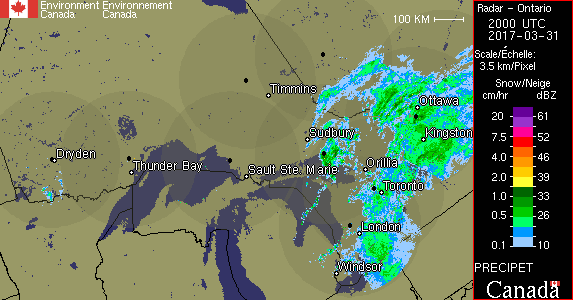 Environment Environnement
Canada Canada
100 KM
Timmins
Ottawa
Sudbury
Kingston
Dryden
Thunder Bay
Sault Ste. Marie
Orillia
Toronto
London
Windsor
Radar - Ontario
2000 UTC
2017-03-31
Scale/Échelle:
3.5 km/Pixel
Snow/Neige
cm/hr dBZ
20 61
7.5 52
4.0 46
2.0 39
1.0 33
0.5 26
0.1 10
PRECIPET
Canada